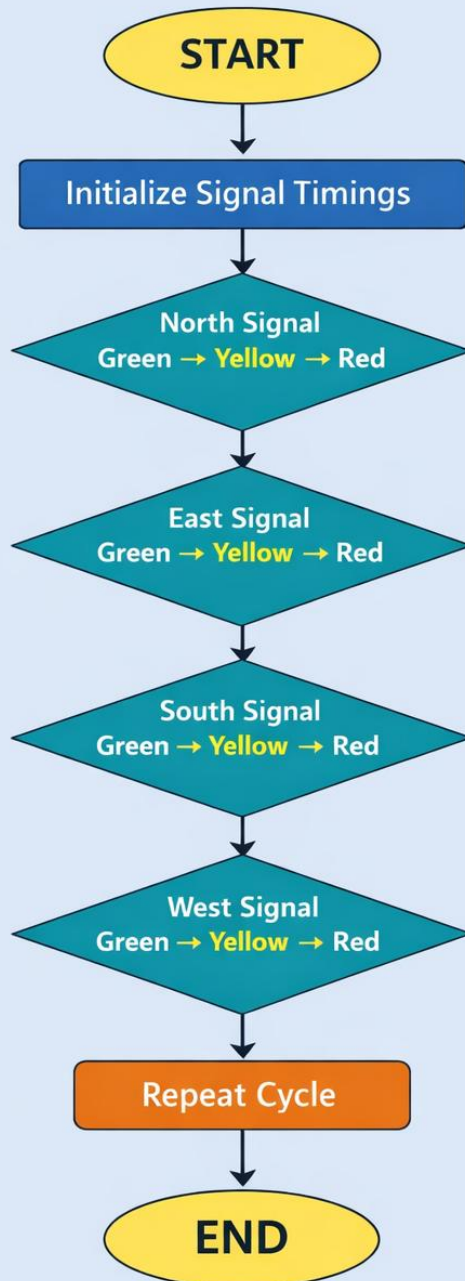 START
Initialize Signal Timings
North Signal
Green → Yellow → Red
East Signal
Green → Yellow → Red
South Signal
Green → Yellow → Red
West Signal
Green → Yellow → Red
Repeat Cycle
END